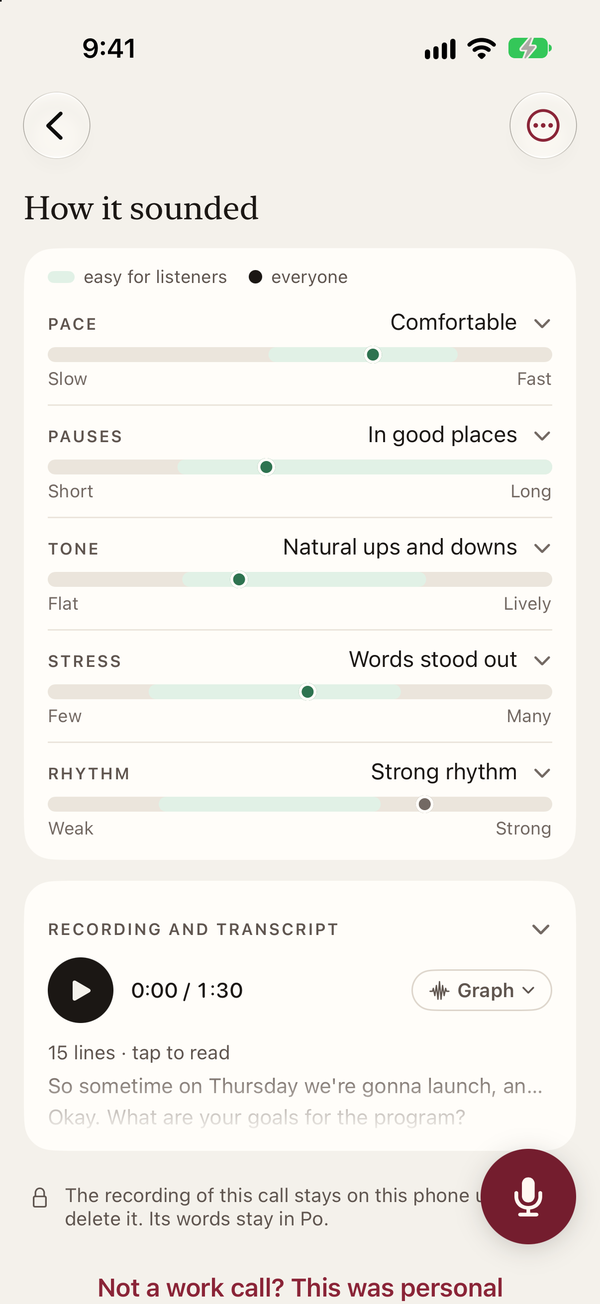 9:41
How it sounded
easy for listeners everyone
PACE Comfortable
Slow Fast
PAUSES In good places
Short Long
TONE Natural ups and downs
Flat Lively
STRESS Words stood out
Few Many
RHYTHM Strong rhythm
Weak Strong
RECORDING AND TRANSCRIPT
0:00 / 1:30 Graph
15 lines · tap to read
So sometime on Thursday we're gonna launch, an...
Okay. What are your goals for the program?
The recording of this call stays on this phone
delete it. Its words stay in Po.
Not a work call? This was personal